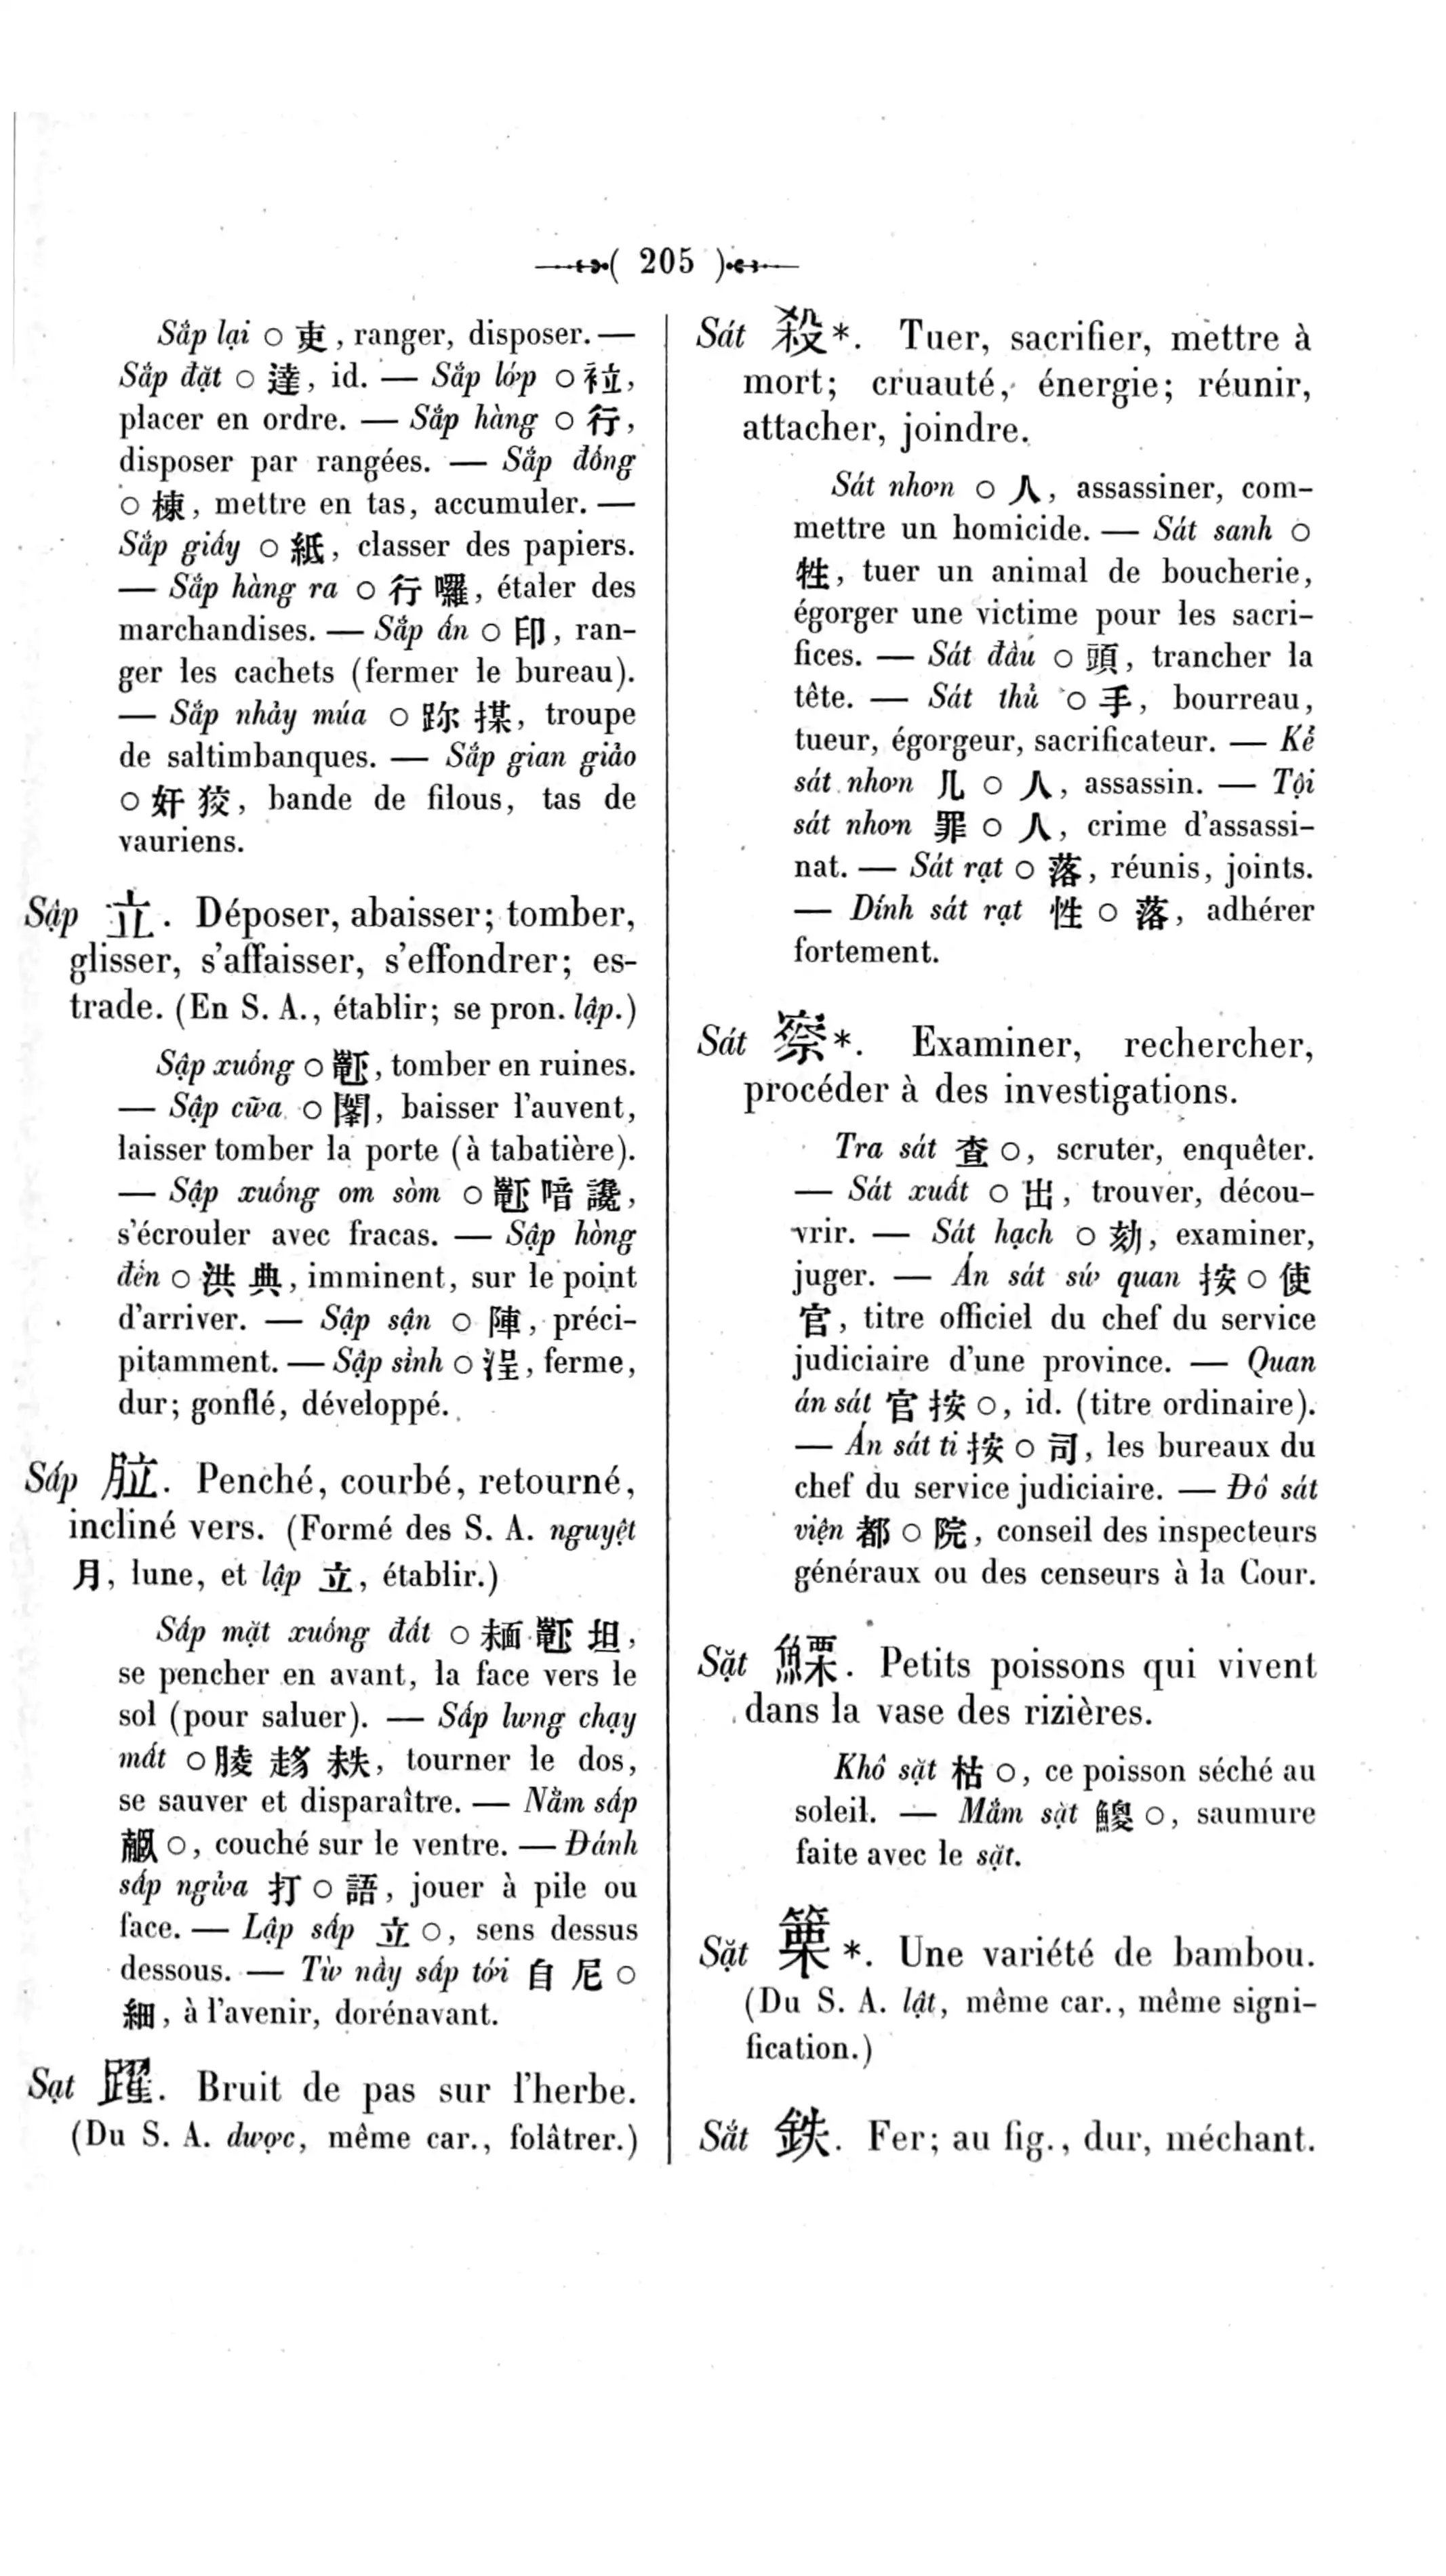 ( 205 )
Sắp lại ○ 吏, ranger, disposer. —
Sắp đặt ○ 達, id. — Sắp lớp ○ 䇐,
placer en ordre. — Sắp hàng ○ 行,
disposer par rangées. — Sắp đống
○ 棟, mettre en tas, accumuler. —
Sắp giấy ○ 紙, classer des papiers.
— Sắp hàng ra ○ 行 囉, étaler des
marchandises. — Sắp ấn ○ 印, ran-
ger les cachets (fermer le bureau).
— Sắp nhảy múa ○ 跢 𢱖, troupe
de saltimbanques. — Sắp gian giảo
○ 奸 狡, bande de filous, tas de
vauriens.
Sập 立. Déposer, abaisser; tomber,
glisser, s'affaisser, s'effondrer; es-
trade. (En S. A., établir; se pron. lập.)
Sập xuống ○, tomber en ruines.
— Sập cữa ○ 𨷯, baisser l'auvent,
laisser tomber la porte (à tabatière).
— Sập xuống om sòm ○ 喑 讒,
s'écrouler avec fracas. — Sập hòng
đến ○ 洪 典, imminent, sur le point
d'arriver. — Sập sận ○ 陣, préci-
pitamment. — Sập sình ○ 浧, ferme,
dur; gonflé, développé.
Sấp 𣍰. Penché, courbé, retourné,
incliné vers. (Formé des S. A. nguyệt
月, lune, et lập 立, établir.)
Sấp mặt xuống đất ○ 𩈘 坦,
se pencher en avant, la face vers le
sol (pour saluer). — Sấp lưng chạy
mất ○ 𦝄 𧼋 𠅒, tourner le dos,
se sauver et disparaître. — Nằm sấp
○, couché sur le ventre. — Đánh
sấp ngửa 打 ○ 語, jouer à pile ou
face. — Lập sấp 立 ○, sens dessus
dessous. — Từ nầy sấp tới 自 尼 ○
細, à l'avenir, dorénavant.
Sạt 躍. Bruit de pas sur l'herbe.
(Du S. A. dược, même car., folâtrer.)
Sát 殺*. Tuer, sacrifier, mettre à
mort; cruauté, énergie; réunir,
attacher, joindre.
Sát nhơn ○ 人, assassiner, com-
mettre un homicide. — Sát sanh ○
牲, tuer un animal de boucherie,
égorger une victime pour les sacri-
fices. — Sát đầu ○ 頭, trancher la
tête. — Sát thủ ○ 手, bourreau,
tueur, égorgeur, sacrificateur. — Kẻ
sát nhơn 几 ○ 人, assassin. — Tội
sát nhơn 罪 ○ 人, crime d'assassi-
nat. — Sát rạt ○ 落, réunis, joints.
— Dính sát rạt 性 ○ 落, adhérer
fortement.
Sát 察*. Examiner, rechercher,
procéder à des investigations.
Tra sát 查 ○, scruter, enquêter.
— Sát xuất ○ 出, trouver, décou-
vrir. — Sát hạch ○ 劾, examiner,
juger. — Án sát sứ quan 按 ○ 使
官, titre officiel du chef du service
judiciaire d'une province. — Quan
án sát 官 按 ○, id. (titre ordinaire).
— Án sát ti 按 ○ 司, les bureaux du
chef du service judiciaire. — Đô sát
viện 都 ○ 院, conseil des inspecteurs
généraux ou des censeurs à la Cour.
Sặt 鰾. Petits poissons qui vivent
dans la vase des rizières.
Khô sặt 枯 ○, ce poisson séché au
soleil. — Mắm sặt ○, saumure
faite avec le sặt.
Sặt 篥*. Une variété de bambou.
(Du S. A. lật, même car., même signi-
fication.)
Sắt 鉄. Fer; au fig., dur, méchant.